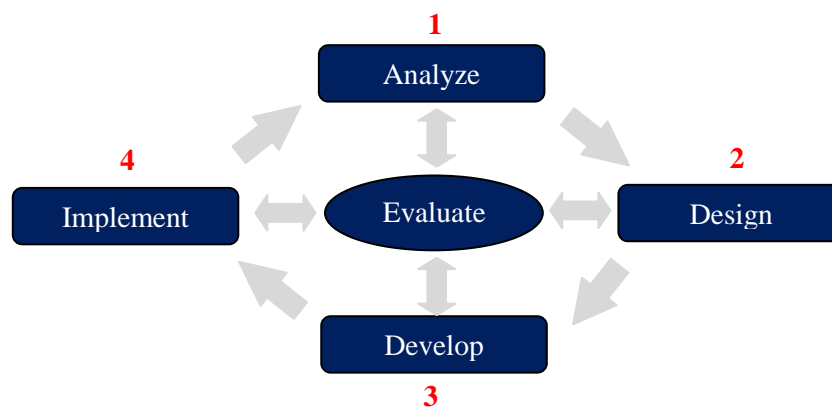 1
Analyze
4
2
Implement
Evaluate
Design
Develop
3